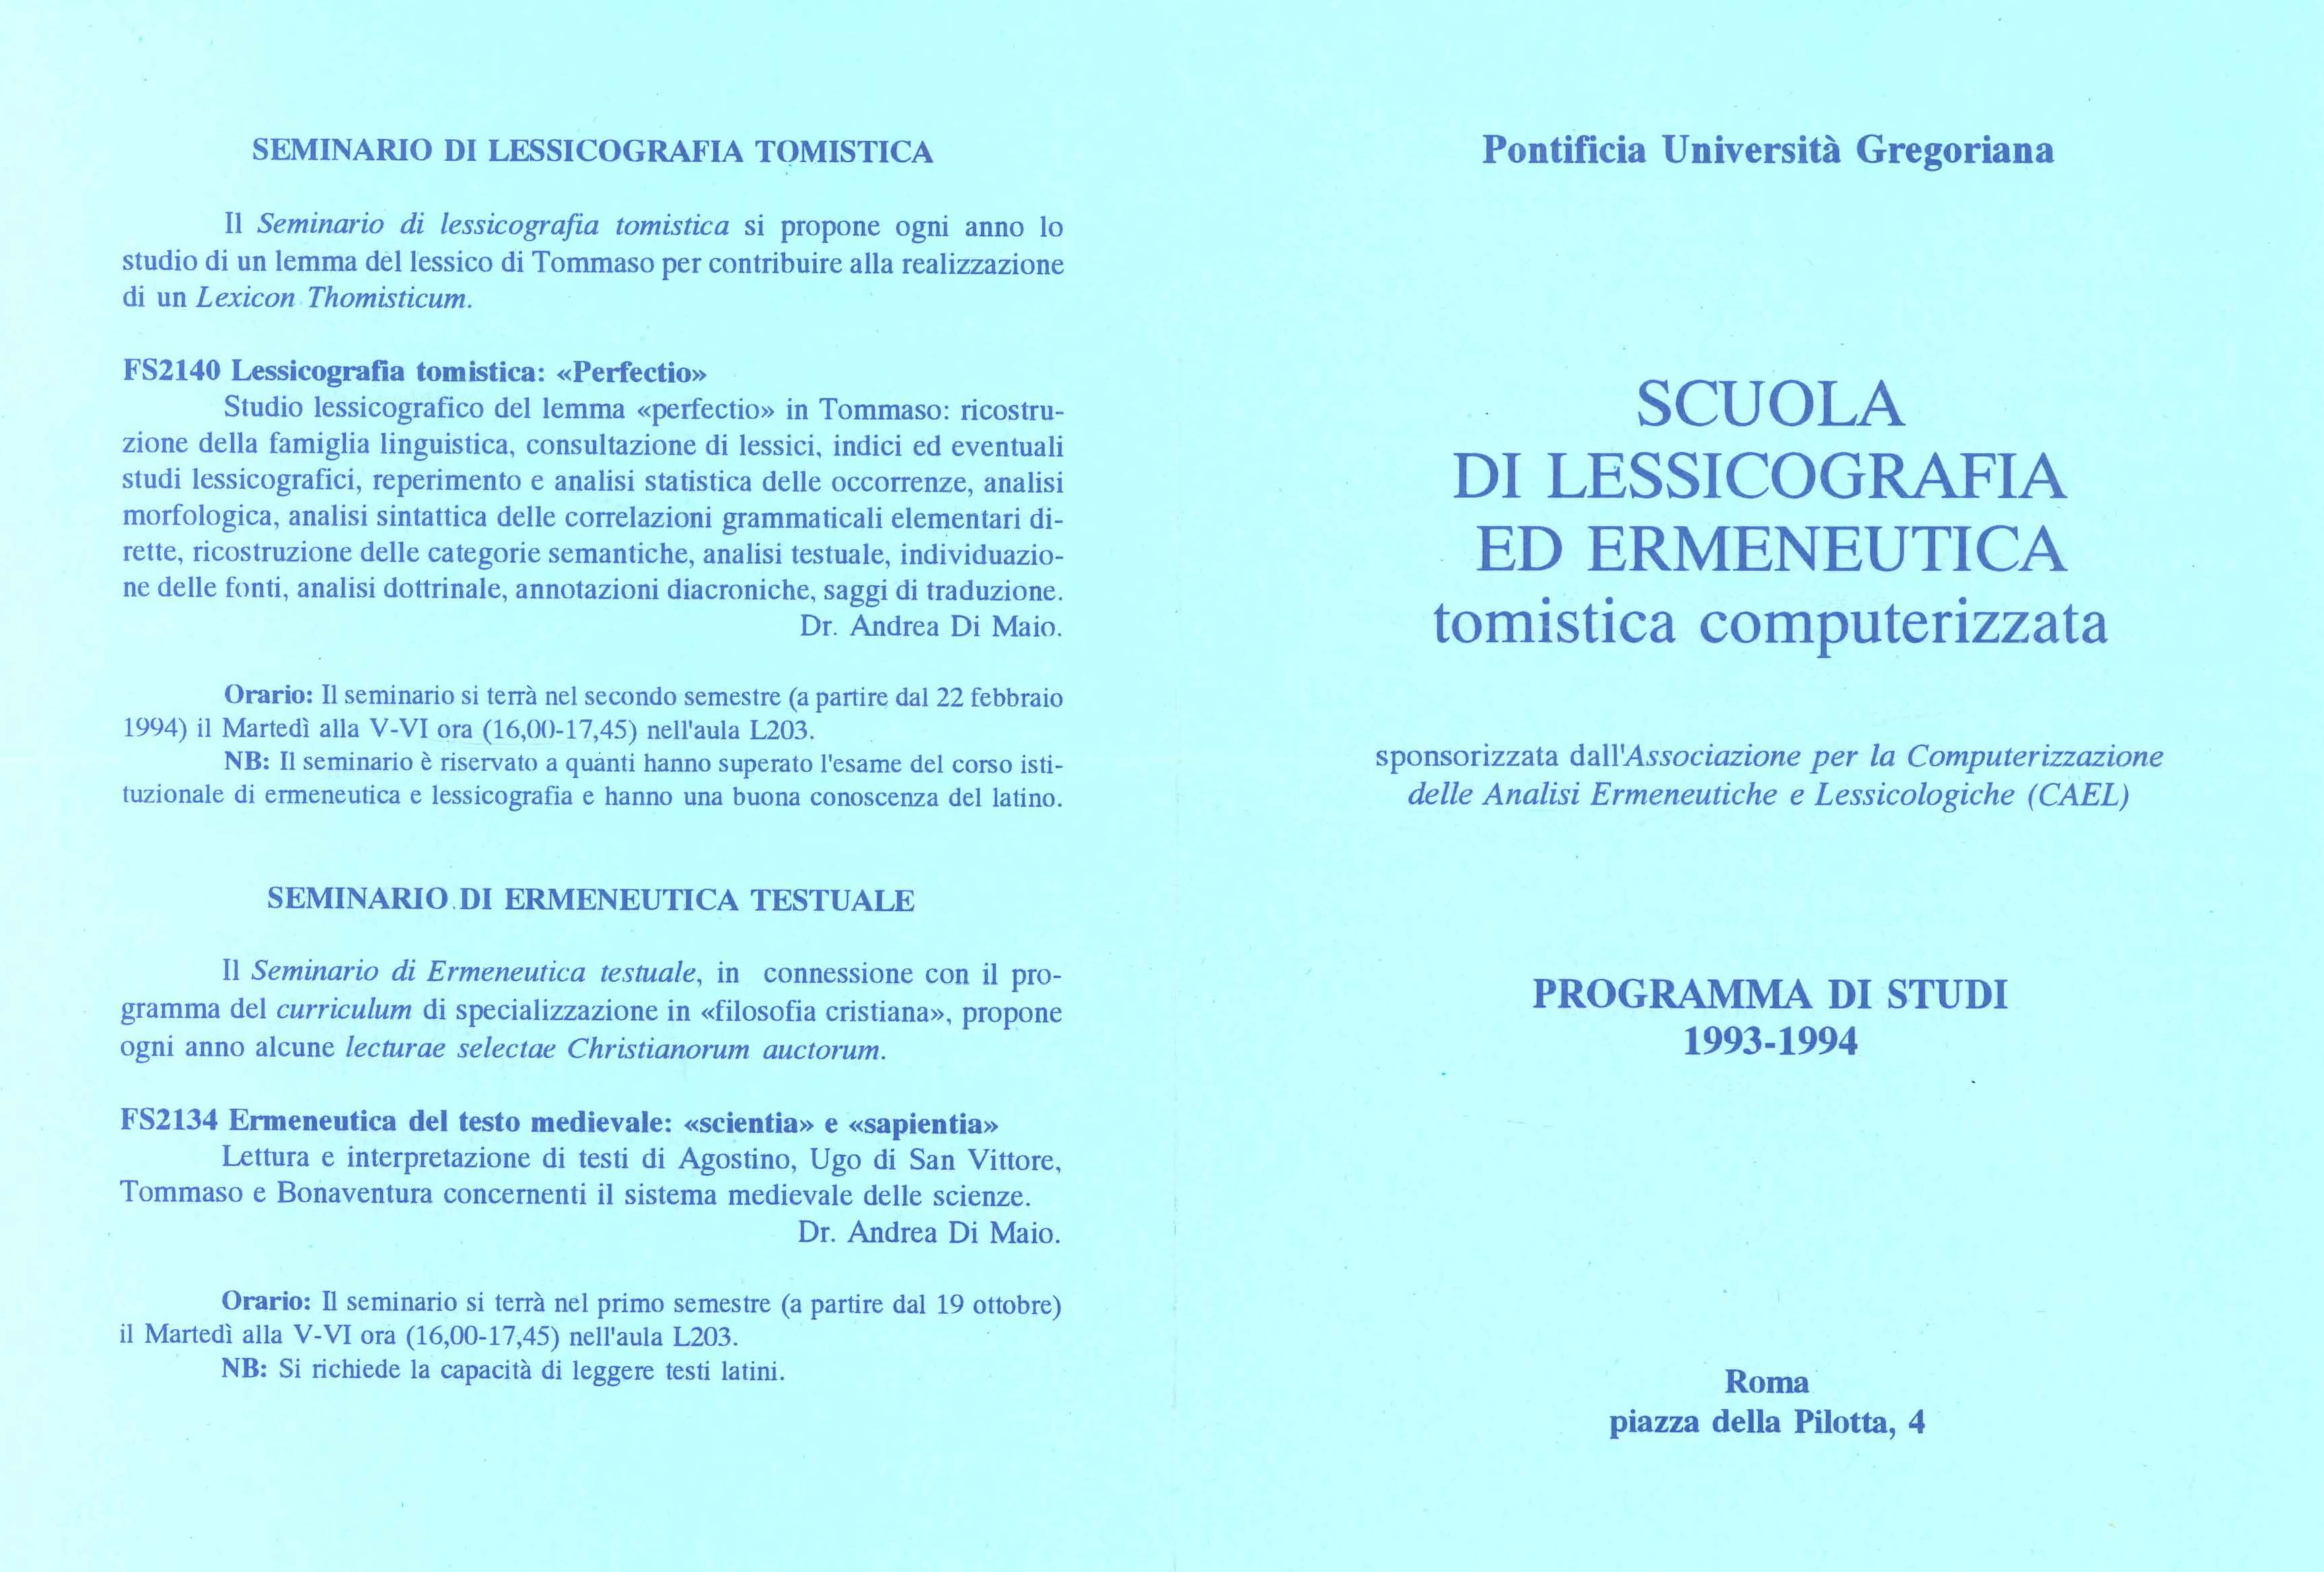 SEMINARIO DI LESSICOGRAFIA TOMISTICA
Il Seminario di lessicografia tomistica si propone ogni anno lo
studio di un lemma del lessico di Tommaso per contribuire alla realizzazione
di un Lexicon Thomisticum.
FS2140 Lessicografia tomistica: «Perfectio»
Studio lessicografico del lemma «perfectio» in Tommaso: ricostru-
zione della famiglia linguistica, consultazione di lessici, indici ed eventuali
studi lessicografici, reperimento e analisi statistica delle occorrenze, analisi
morfologica, analisi sintattica delle correlazioni grammaticali elementari di-
rette, ricostruzione delle categorie semantiche, analisi testuale, individuazio-
ne delle fonti, analisi dottrinale, annotazioni diacroniche, saggi di traduzione.
Dr. Andrea Di Maio.
Orario: Il seminario si terrà nel secondo semestre (a partire dal 22 febbraio
1994) il Martedì alla V-VI ora (16,00-17,45) nell'aula L203.
NB: Il seminario è riservato a quanti hanno superato l'esame del corso isti-
tuzionale di ermeneutica e lessicografia e hanno una buona conoscenza del latino.
SEMINARIO DI ERMENEUTICA TESTUALE
Il Seminario di Ermeneutica testuale, in connessione con il pro-
gramma del curriculum di specializzazione in «filosofia cristiana», propone
ogni anno alcune lecturae selectae Christianorum auctorum.
FS2134 Ermeneutica del testo medievale: «scientia» e «sapientia»
Lettura e interpretazione di testi di Agostino, Ugo di San Vittore,
Tommaso e Bonaventura concernenti il sistema medievale delle scienze.
Dr. Andrea Di Maio.
Orario: Il seminario si terrà nel primo semestre (a partire dal 19 ottobre)
il Martedì alla V-VI ora (16,00-17,45) nell'aula L203.
NB: Si richiede la capacità di leggere testi latini.
Pontificia Università Gregoriana
SCUOLA
DI LESSICOGRAFIA
ED ERMENEUTICA
tomistica computerizzata
sponsorizzata dall'Associazione per la Computerizzazione
delle Analisi Ermeneutiche e Lessicologiche (CAEL)
PROGRAMMA DI STUDI
1993-1994
Roma
piazza della Pilotta, 4